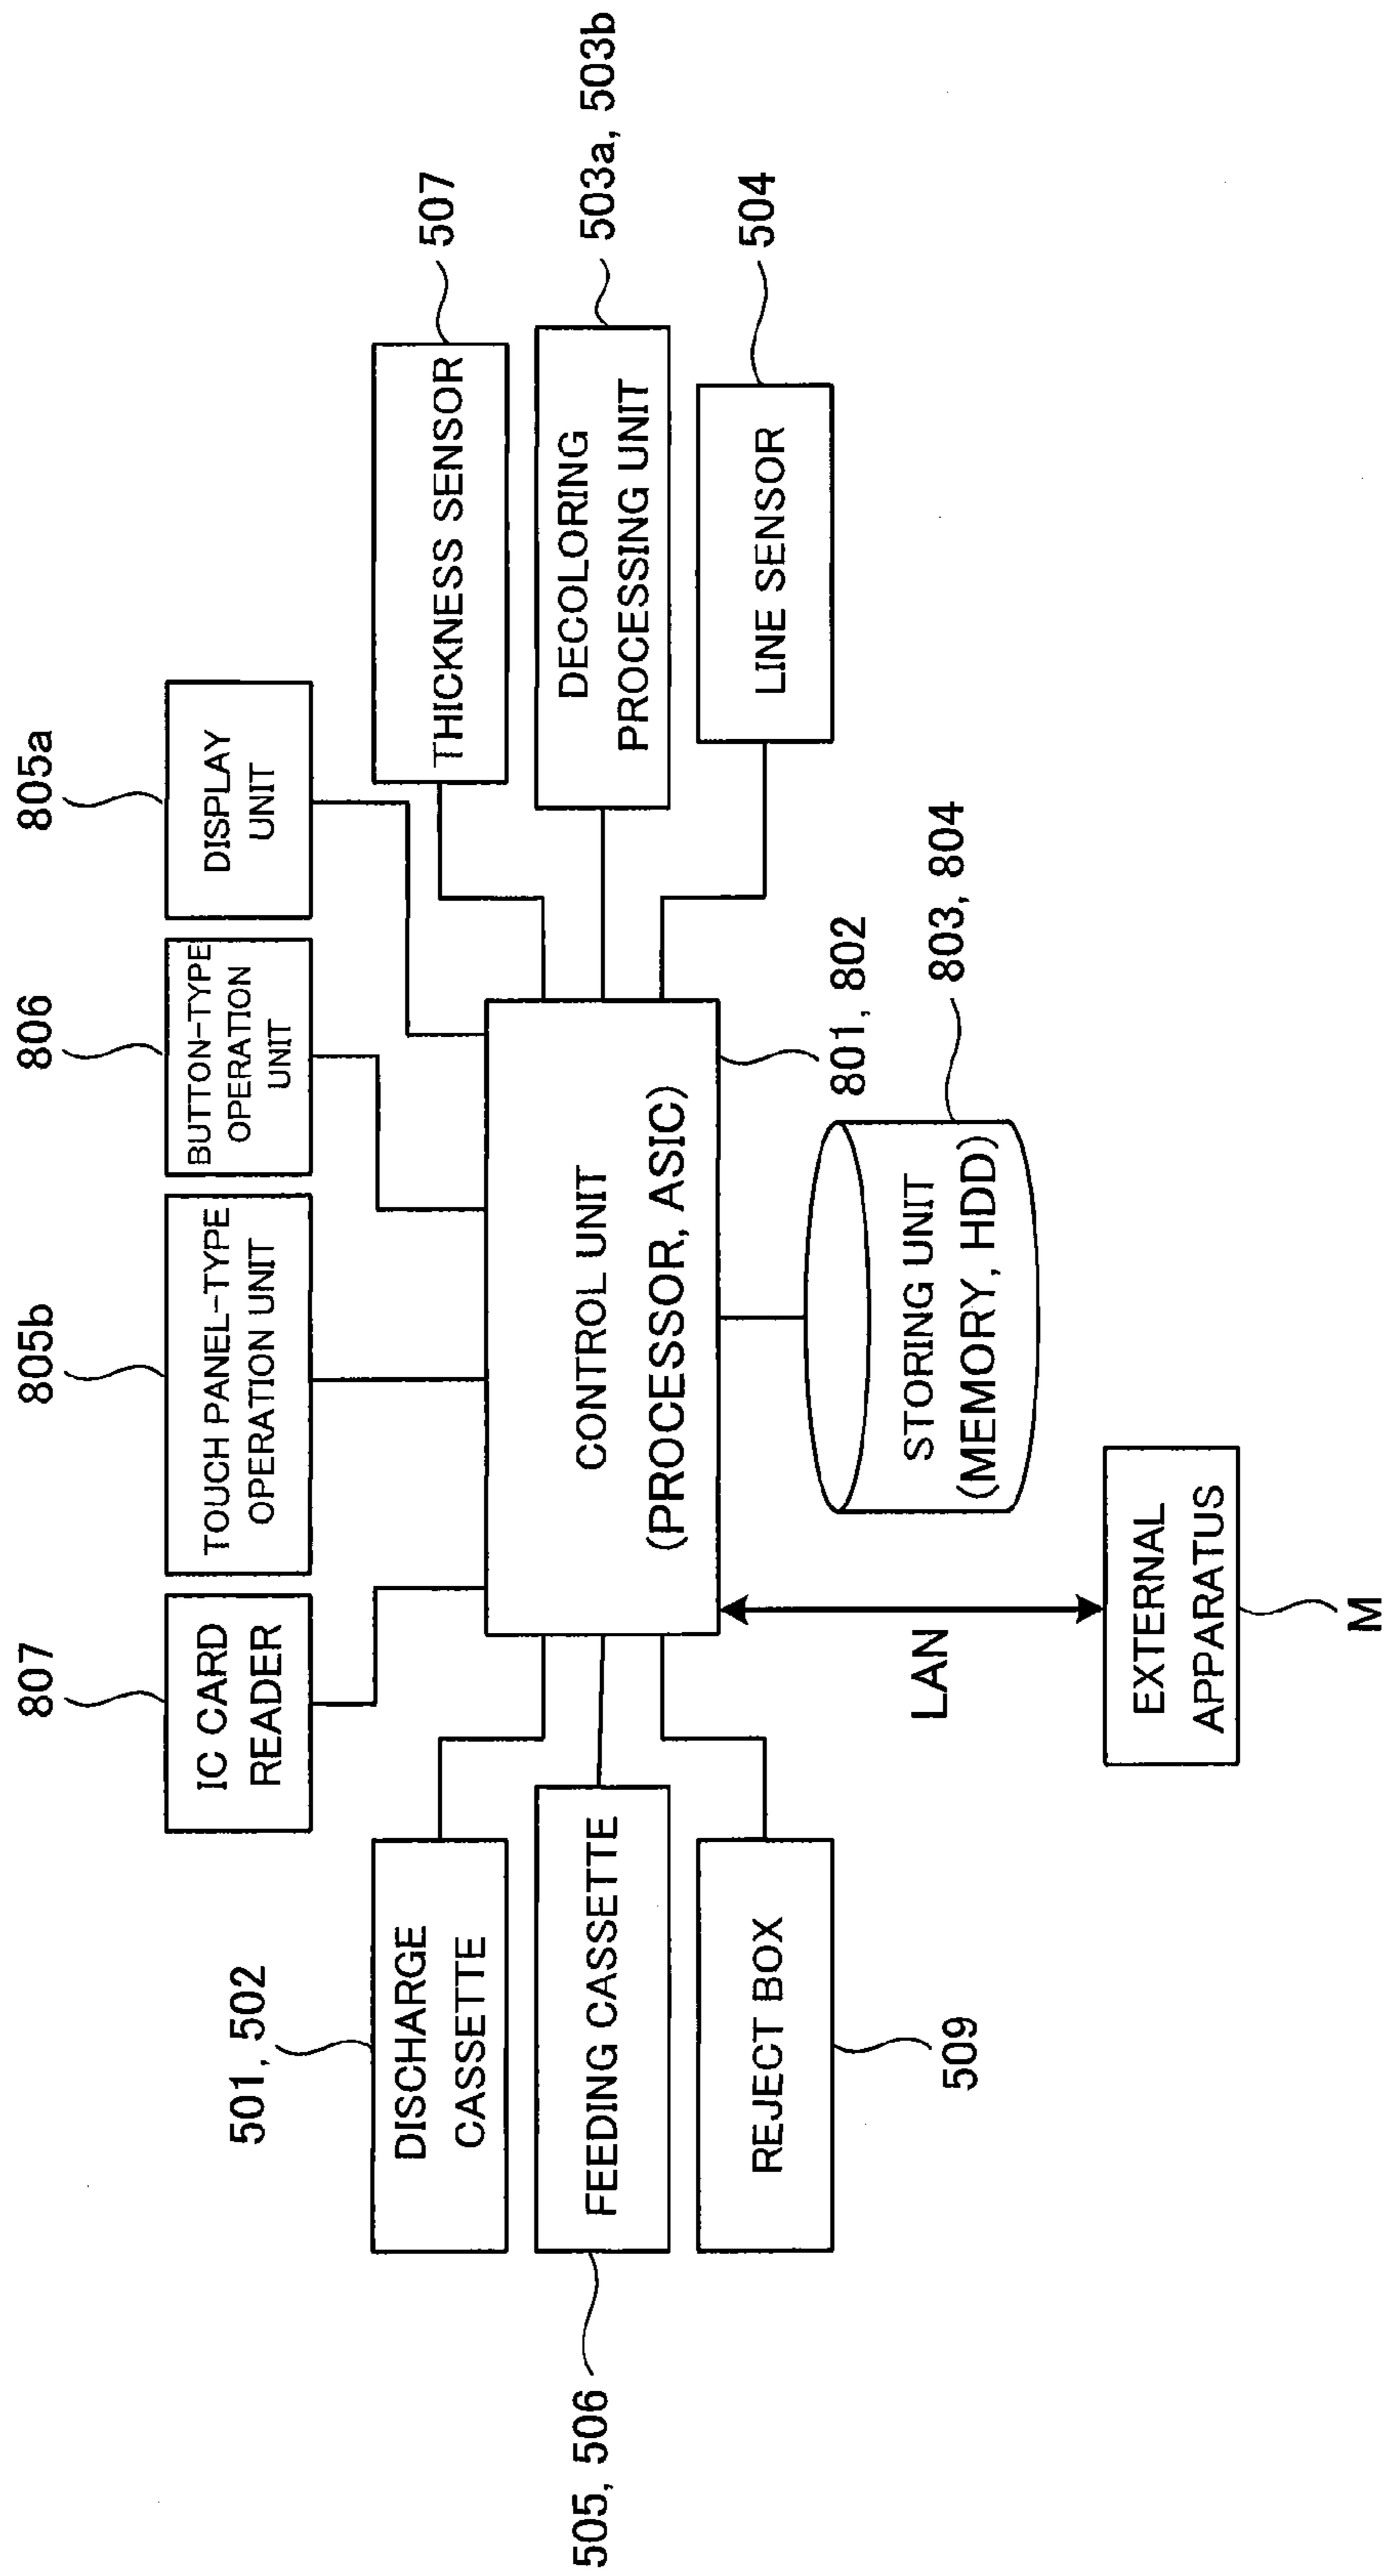 807
805b
806
805a
IC CARD
READER
TOUCH PANEL-TYPE
OPERATION UNIT
BUTTON-TYPE
OPERATION
UNIT
DISPLAY
UNIT
501, 502
DISCHARGE
CASSETTE
THICKNESS SENSOR
507
505, 506
FEEDING CASSETTE
CONTROL UNIT
(PROCESSOR, ASIC)
DECOLORING
PROCESSING UNIT
503a, 503b
REJECT BOX
509
LINE SENSOR
504
801, 802
LAN
STORING UNIT
(MEMORY, HDD)
803, 804
EXTERNAL
APPARATUS
M